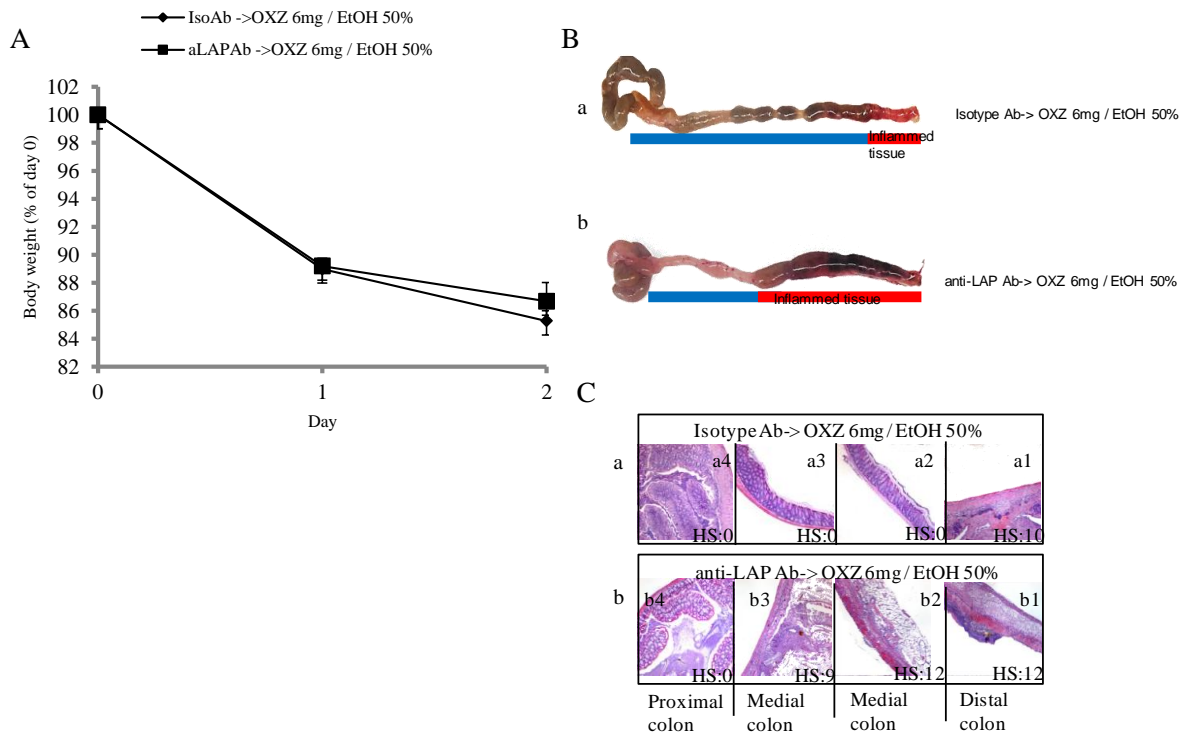 A
IsoAb ->OXZ 6mg / EtOH 50%
aLAPAb ->OXZ 6mg / EtOH 50%
102
100
98
96
94
92
90
88
86
84
82
Body weight (% of day 0)
0
1
2
Day
B
a
Isotype Ab-> OXZ 6mg / EtOH 50%
Inflammed
tissue
b
anti-LAP Ab-> OXZ 6mg / EtOH 50%
Inflammed tissue
C
Isotype Ab-> OXZ 6mg / EtOH 50%
a
a4
a3
a2
a1
HS:0
HS:0
HS:0
HS:10
anti-LAP Ab-> OXZ 6mg / EtOH 50%
b
b4
b3
b2
b1
HS:0
HS:9
HS:12
HS:12
Proximal
colon
Medial
colon
Medial
colon
Distal
colon